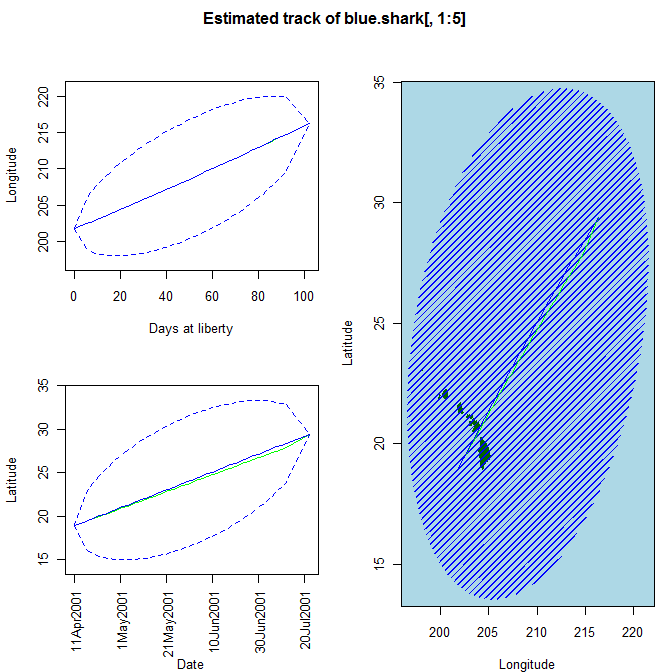 Estimated track of blue.shark[, 1:5]
Longitude
220
215
210
205
200
0 20 40 60 80 100
Days at liberty
Latitude
35
30
25
20
15
11Apr2001 1May2001 21May2001 10Jun2001 30Jun2001 20Jul2001
Date
Latitude
35
30
25
20
15
200 205 210 215 220
Longitude